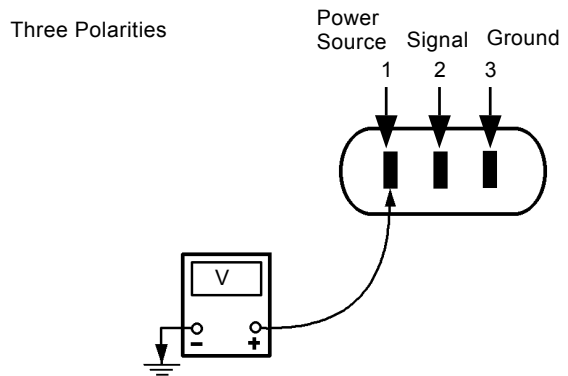 Three Polarities
Power
Source Signal Ground
1 2 3
V
- +